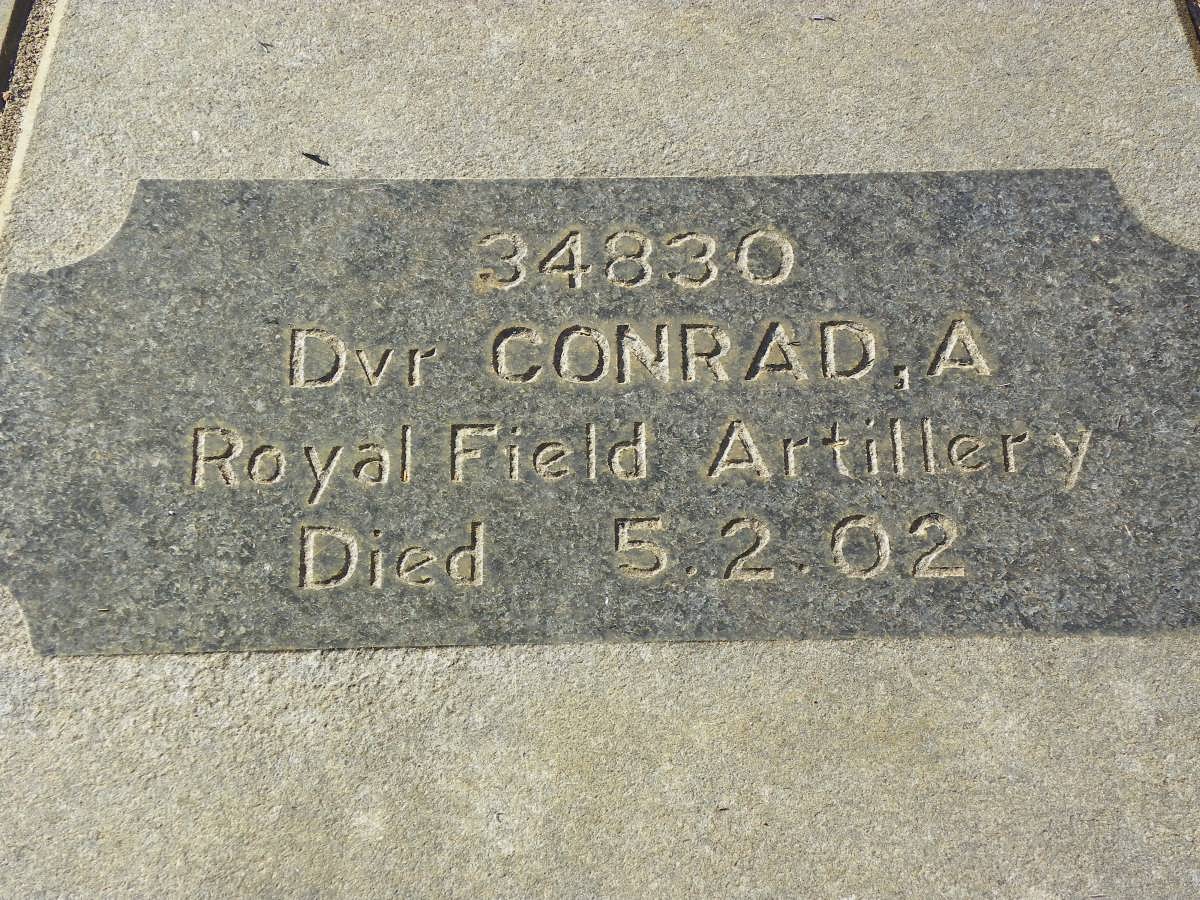 34830
Dvr CONRAD, A
Royal Field Artillery
Died 5.2.02